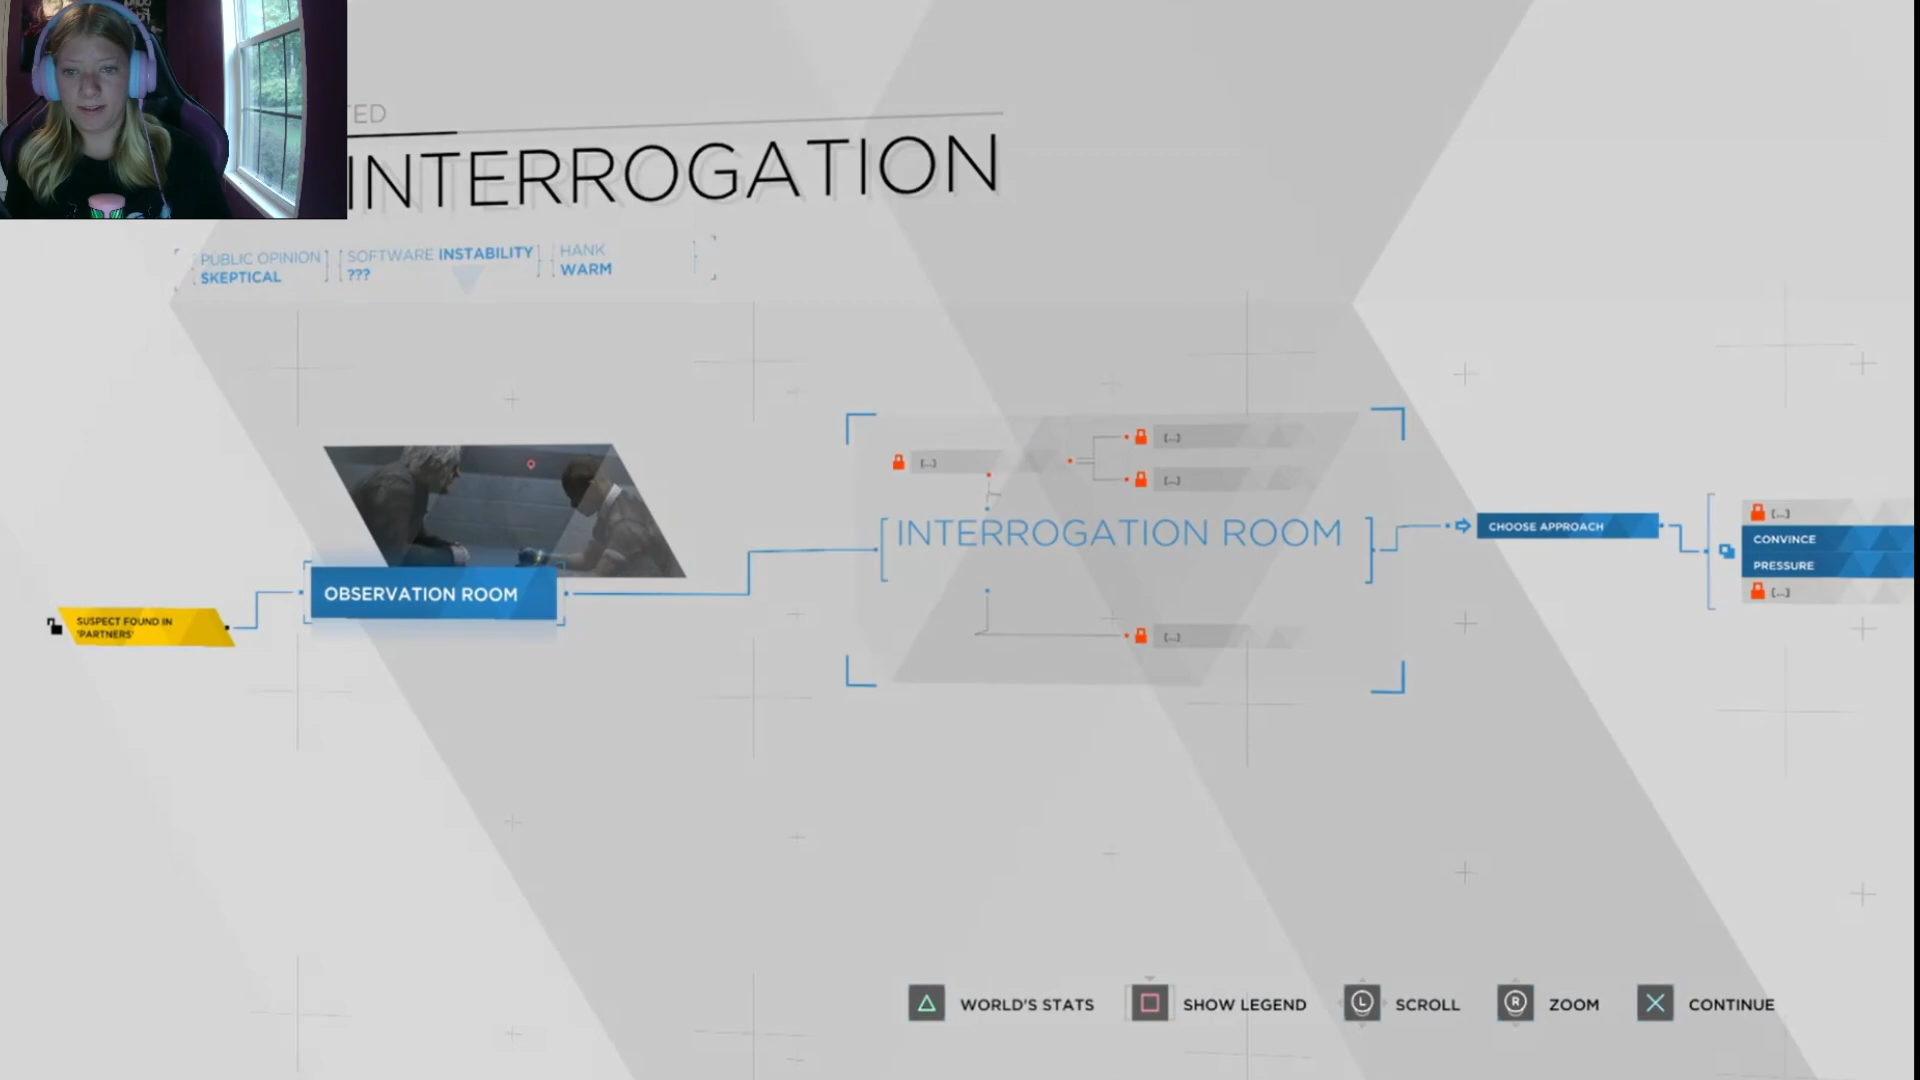 TED
INTERROGATION
PUBLIC OPINION
SKEPTICAL
SOFTWARE INSTABILITY
???
HANK
WARM
[...]
[...]
[...]
INTERROGATION ROOM
CHOOSE APPROACH
[...]
CONVINCE
PRESSURE
[...]
OBSERVATION ROOM
SUSPECT FOUND IN
'PARTNERS'
[...]
WORLD'S STATS
SHOW LEGEND
L
SCROLL
R
ZOOM
CONTINUE